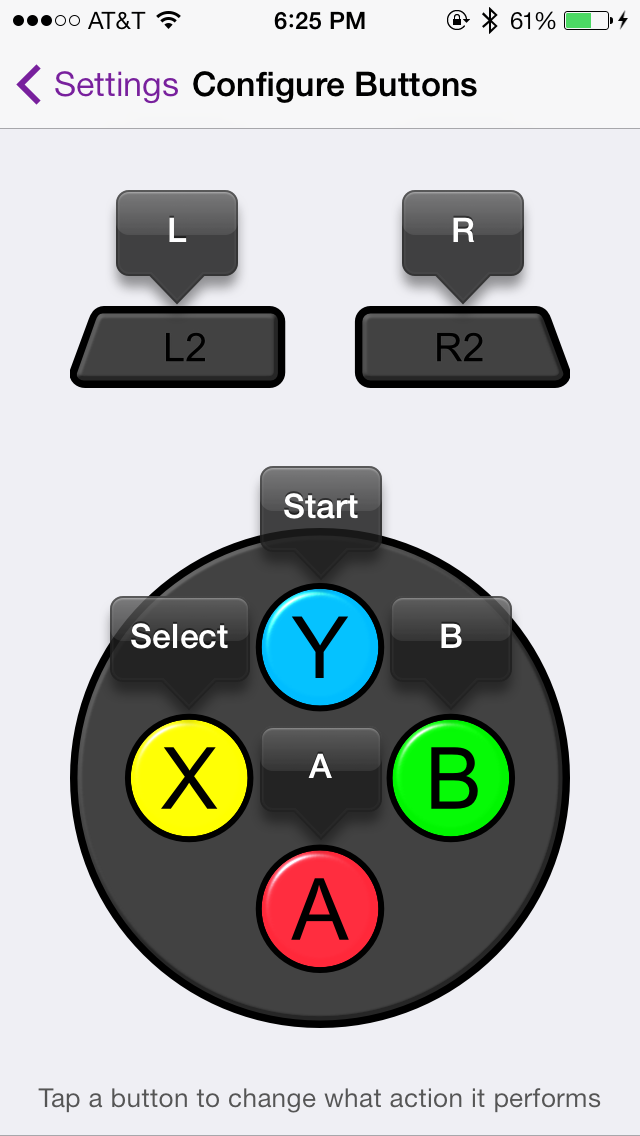 AT&T 6:25 PM 61%
Settings Configure Buttons
L R
L2 R2
Start
Select Y B
X A B
A
Tap a button to change what action it performs